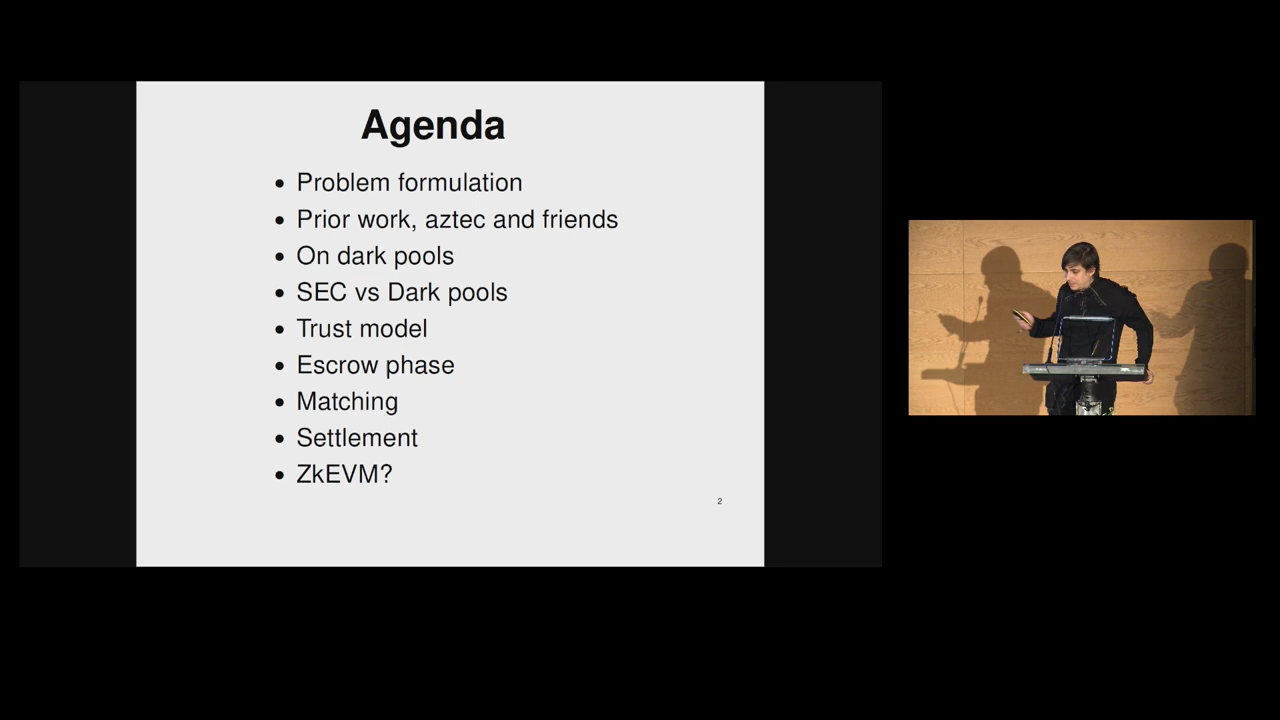 Agenda
• Problem formulation
• Prior work, aztec and friends
• On dark pools
• SEC vs Dark pools
• Trust model
• Escrow phase
• Matching
• Settlement
• ZkEVM?
2